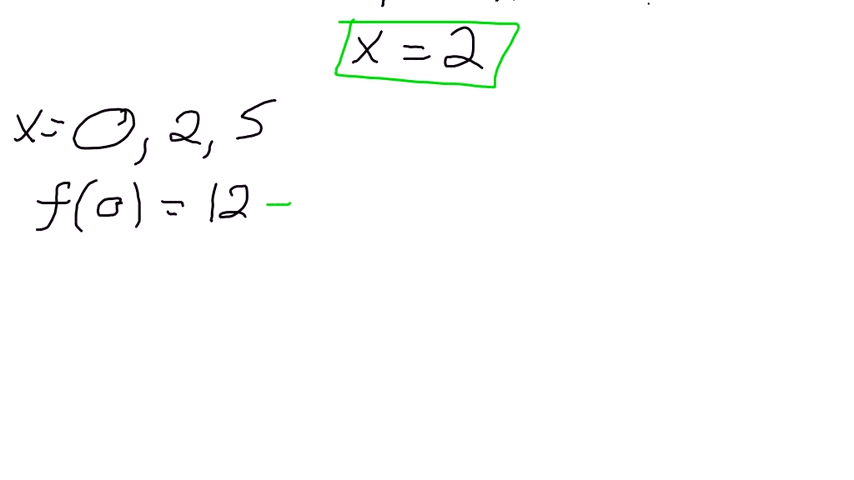 x = 2
x = 0, 2, 5
f(0) = 12 -